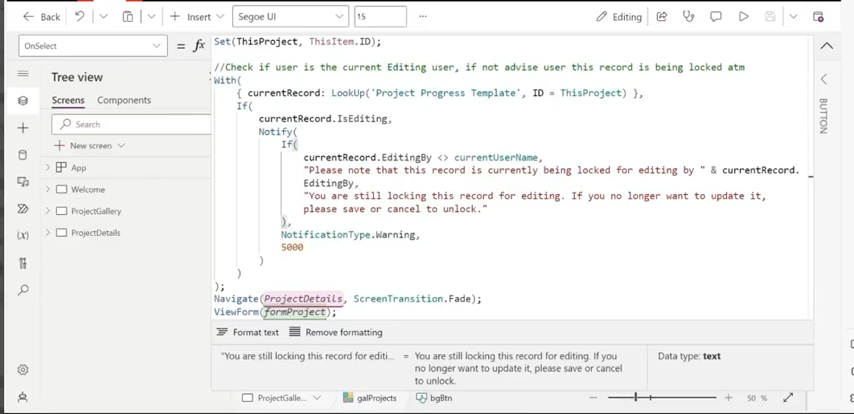 Back
Insert
Segoe UI
15
Editing
OnSelect
= fx
Set(ThisProject, ThisItem.ID);
//Check if user is the current Editing user, if not advise user this record is being locked atm
With(
{ currentRecord: LookUp('Project Progress Template', ID = ThisProject) },
If(
currentRecord.IsEditing,
Notify(
If(
currentRecord.EditingBy <> currentUserName,
"Please note that this record is currently being locked for editing by " & currentRecord.
EditingBy,
"You are still locking this record for editing. If you no longer want to update it,
please save or cancel to unlock."
),
NotificationType.Warning,
5000
)
)
);
Navigate(ProjectDetails, ScreenTransition.Fade);
ViewForm(formProject);
Tree view
Screens Components
Search
New screen
App
Welcome
ProjectGallery
ProjectDetails
BUTTON
Format text Remove formatting
"You are still locking this record for editi... = You are still locking this record for editing. If you
no longer want to update it, please save or cancel
to unlock.
Data type: text
ProjectGalle... galProjects bgBtn
50 %